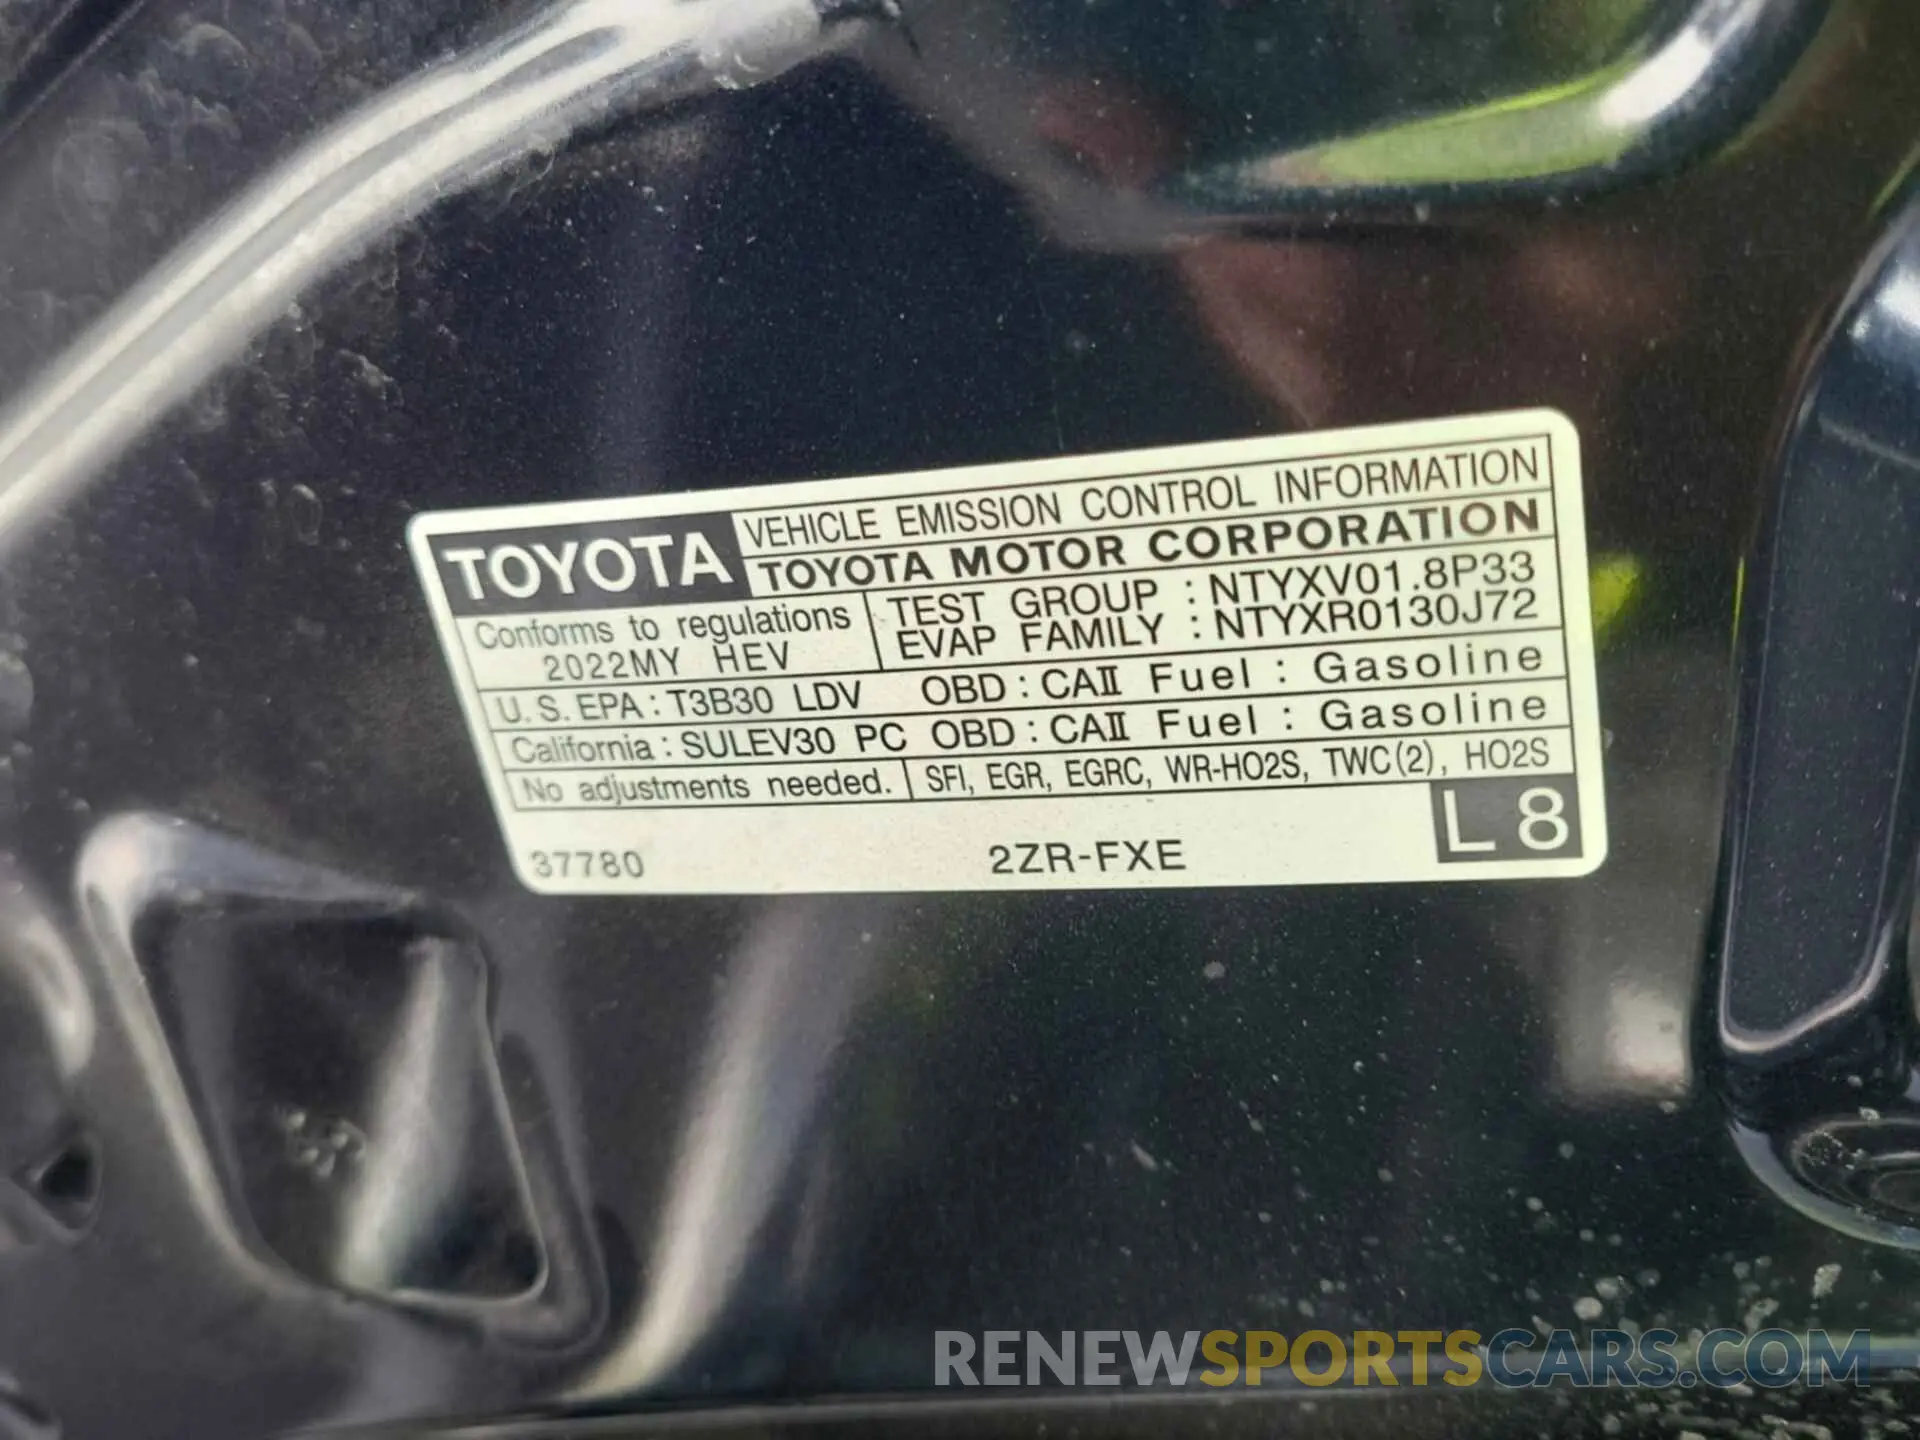 TOYOTA VEHICLE EMISSION CONTROL INFORMATION
TOYOTA MOTOR CORPORATION
Conforms to regulations
2022MY HEV
TEST GROUP : NTYXV01.8P33
EVAP FAMILY : NTYXR0130J72
U.S.EPA : T3B30 LDV OBD : CAII Fuel : Gasoline
California : SULEV30 PC OBD : CAII Fuel : Gasoline
No adjustments needed. SFI, EGR, EGRC, WR-HO2S, TWC(2), HO2S
37780 2ZR-FXE L 8
RENEWSPORTSCARS.COM